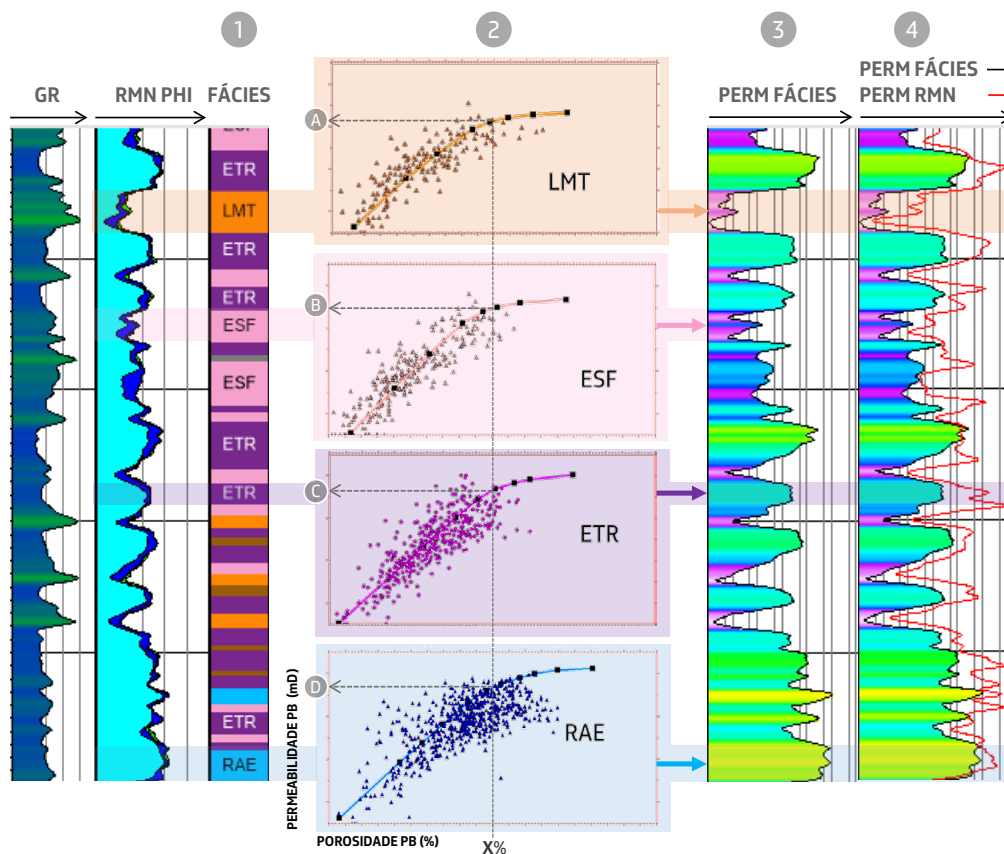 1
2
3
4
GR
RMN PHI
FÁCIES
PERM FÁCIES
PERM FÁCIES
PERM RMN
ESF
ETR
LMT
ETR
ETR
ESF
ESF
ETR
ETR
ETR
RAE
A
LMT
B
ESF
C
ETR
D
RAE
PERMEABILIDADE PB (mD)
POROSIDADE PB (%)
X%